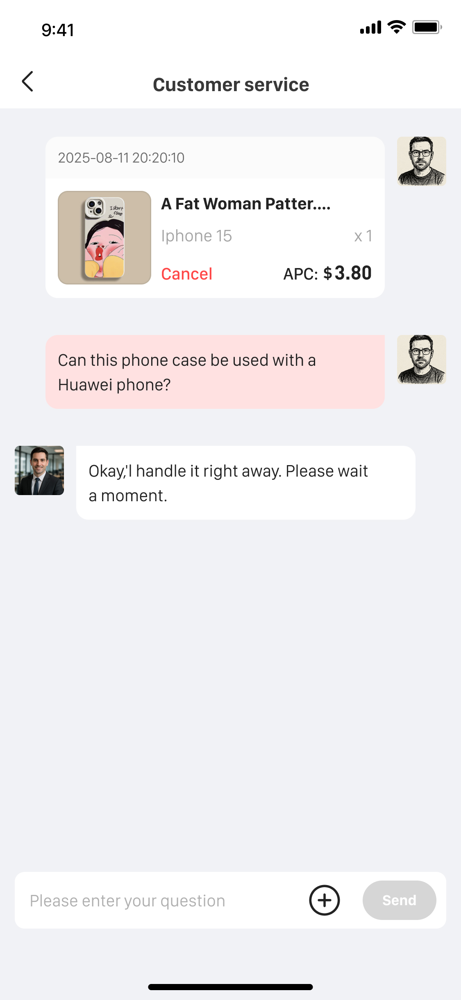 9:41
Customer service
2025-08-11 20:20:10
I don't
care
A Fat Woman Patter....
Iphone 15 x 1
Cancel APC: $3.80
Can this phone case be used with a
Huawei phone?
Okay,'l handle it right away. Please wait
a moment.
Please enter your question
Send